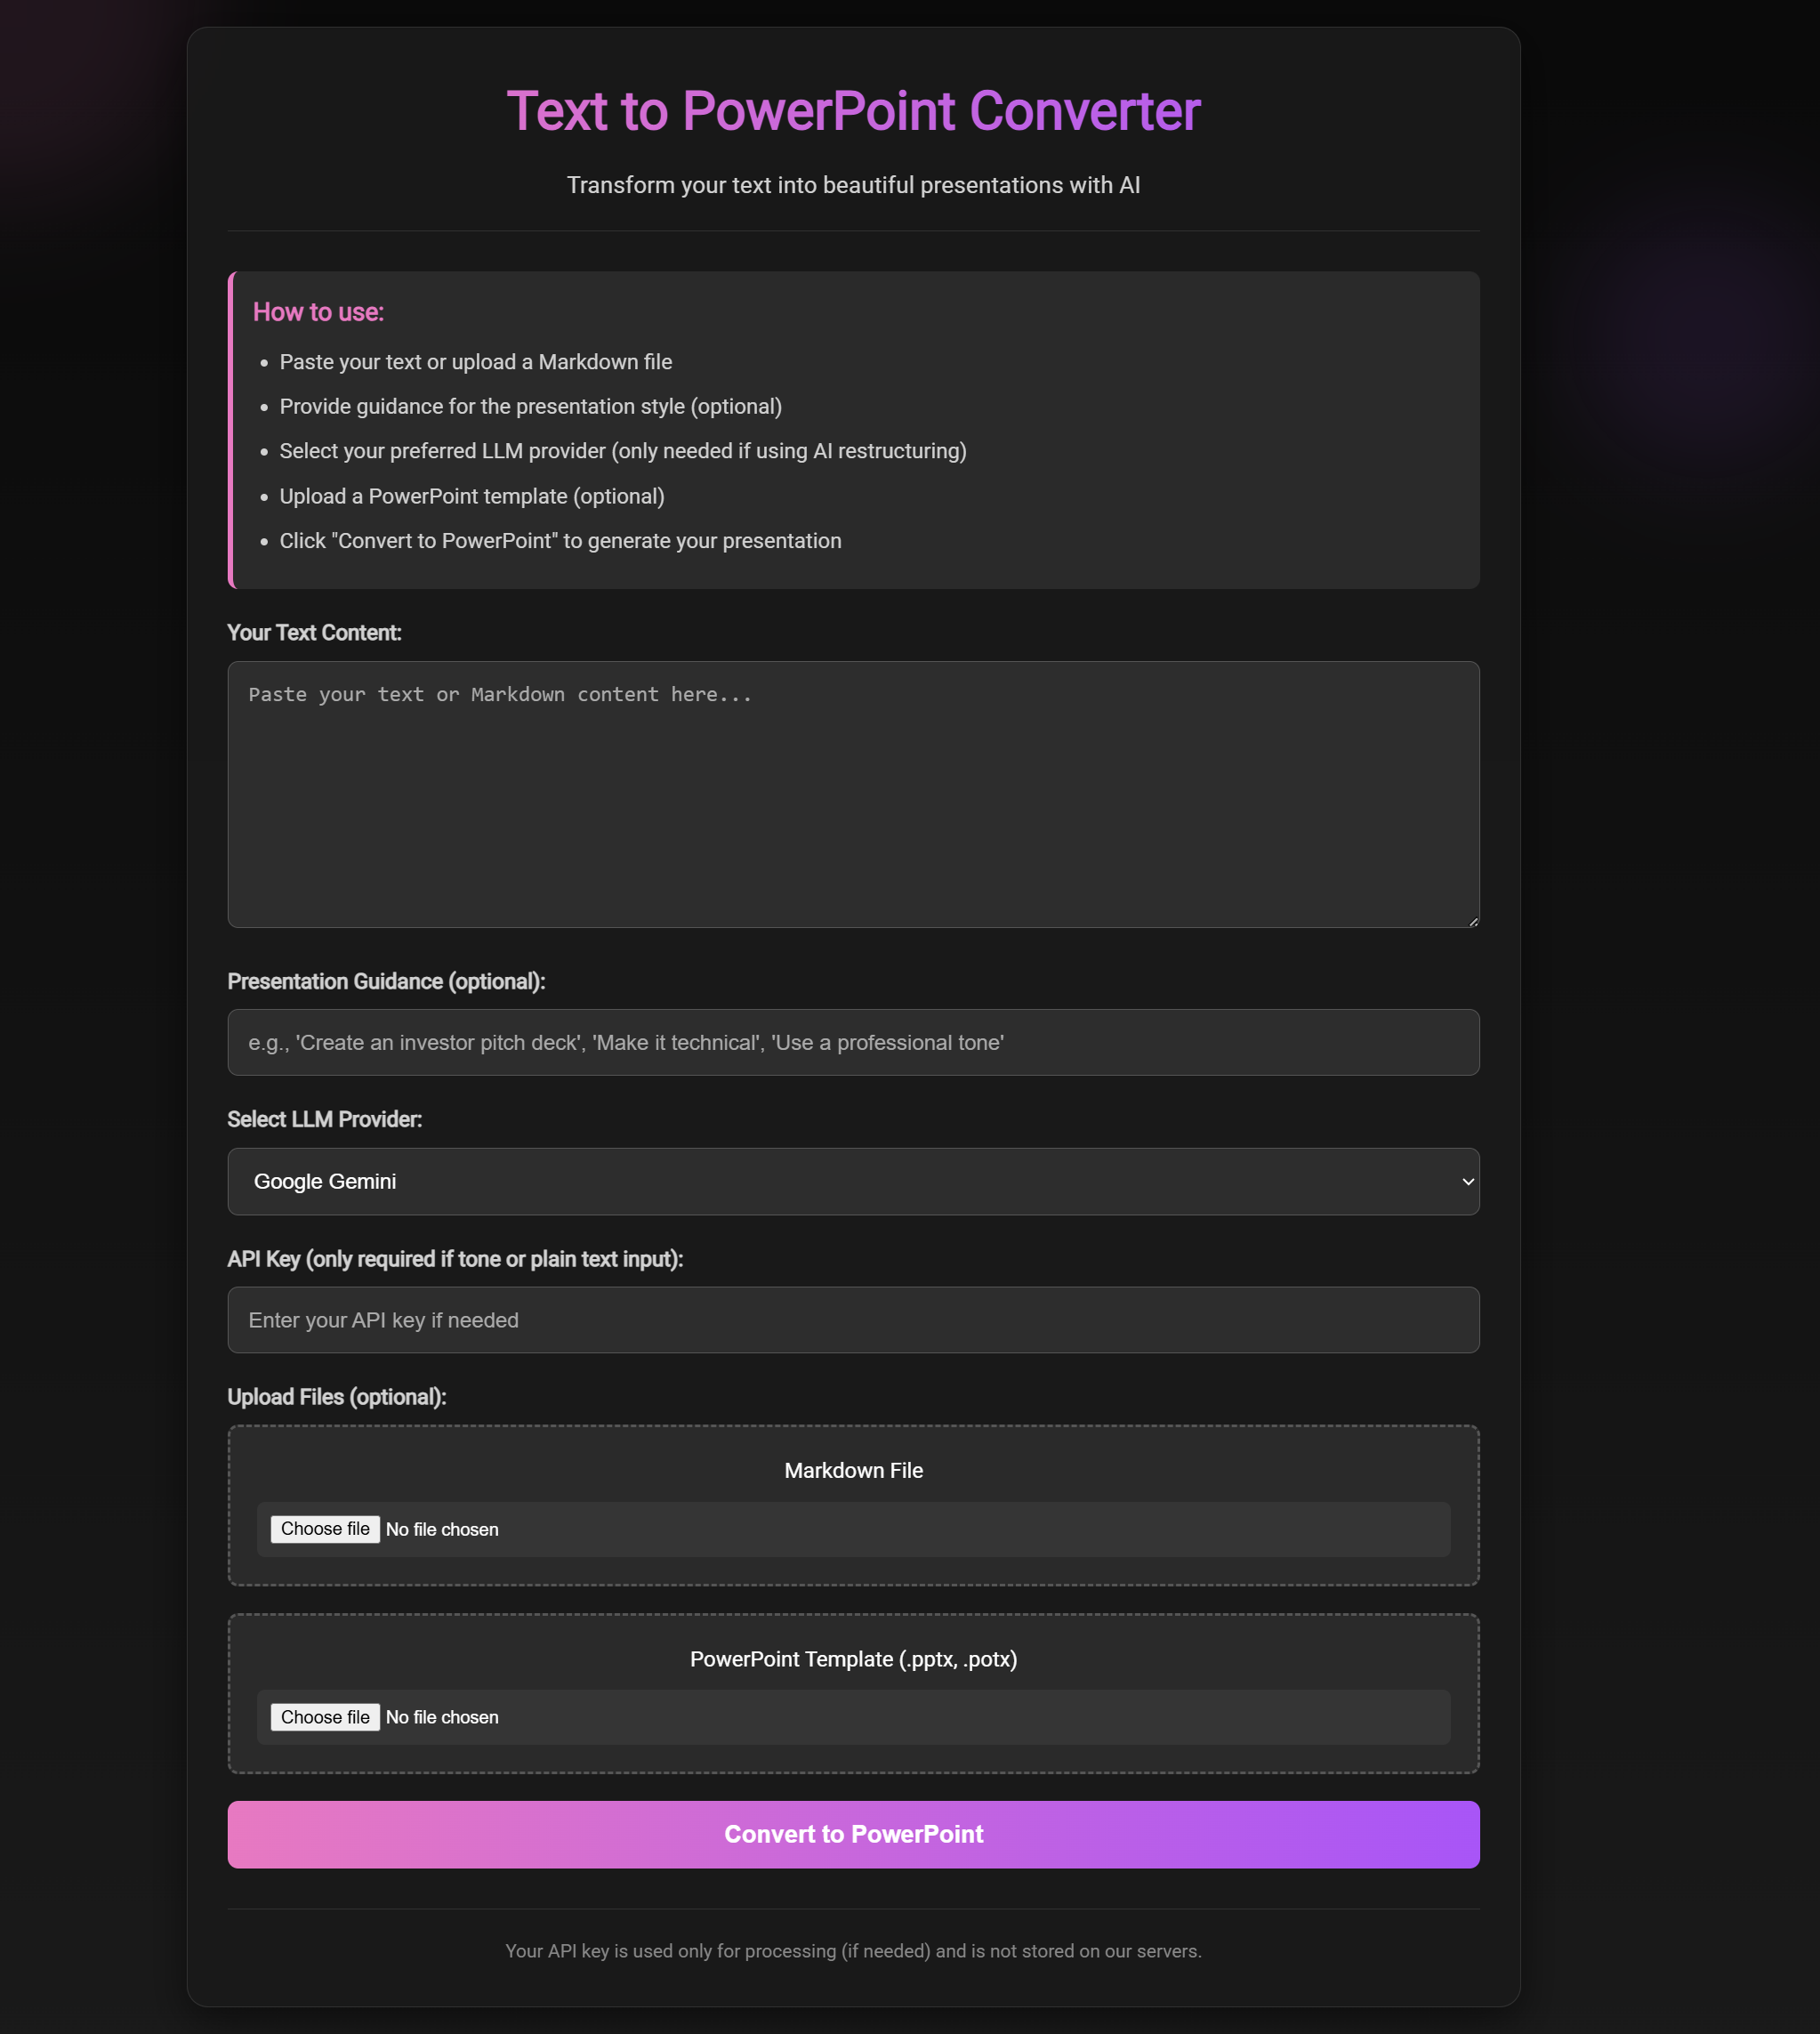 Text to PowerPoint Converter
Transform your text into beautiful presentations with AI
How to use:
Paste your text or upload a Markdown file
Provide guidance for the presentation style (optional)
Select your preferred LLM provider (only needed if using AI restructuring)
Upload a PowerPoint template (optional)
Click "Convert to PowerPoint" to generate your presentation
Your Text Content:
Paste your text or Markdown content here...
Presentation Guidance (optional):
e.g., 'Create an investor pitch deck', 'Make it technical', 'Use a professional tone'
Select LLM Provider:
Google Gemini
API Key (only required if tone or plain text input):
Enter your API key if needed
Upload Files (optional):
Markdown File
Choose file No file chosen
PowerPoint Template (.pptx, .potx)
Choose file No file chosen
Convert to PowerPoint
Your API key is used only for processing (if needed) and is not stored on our servers.